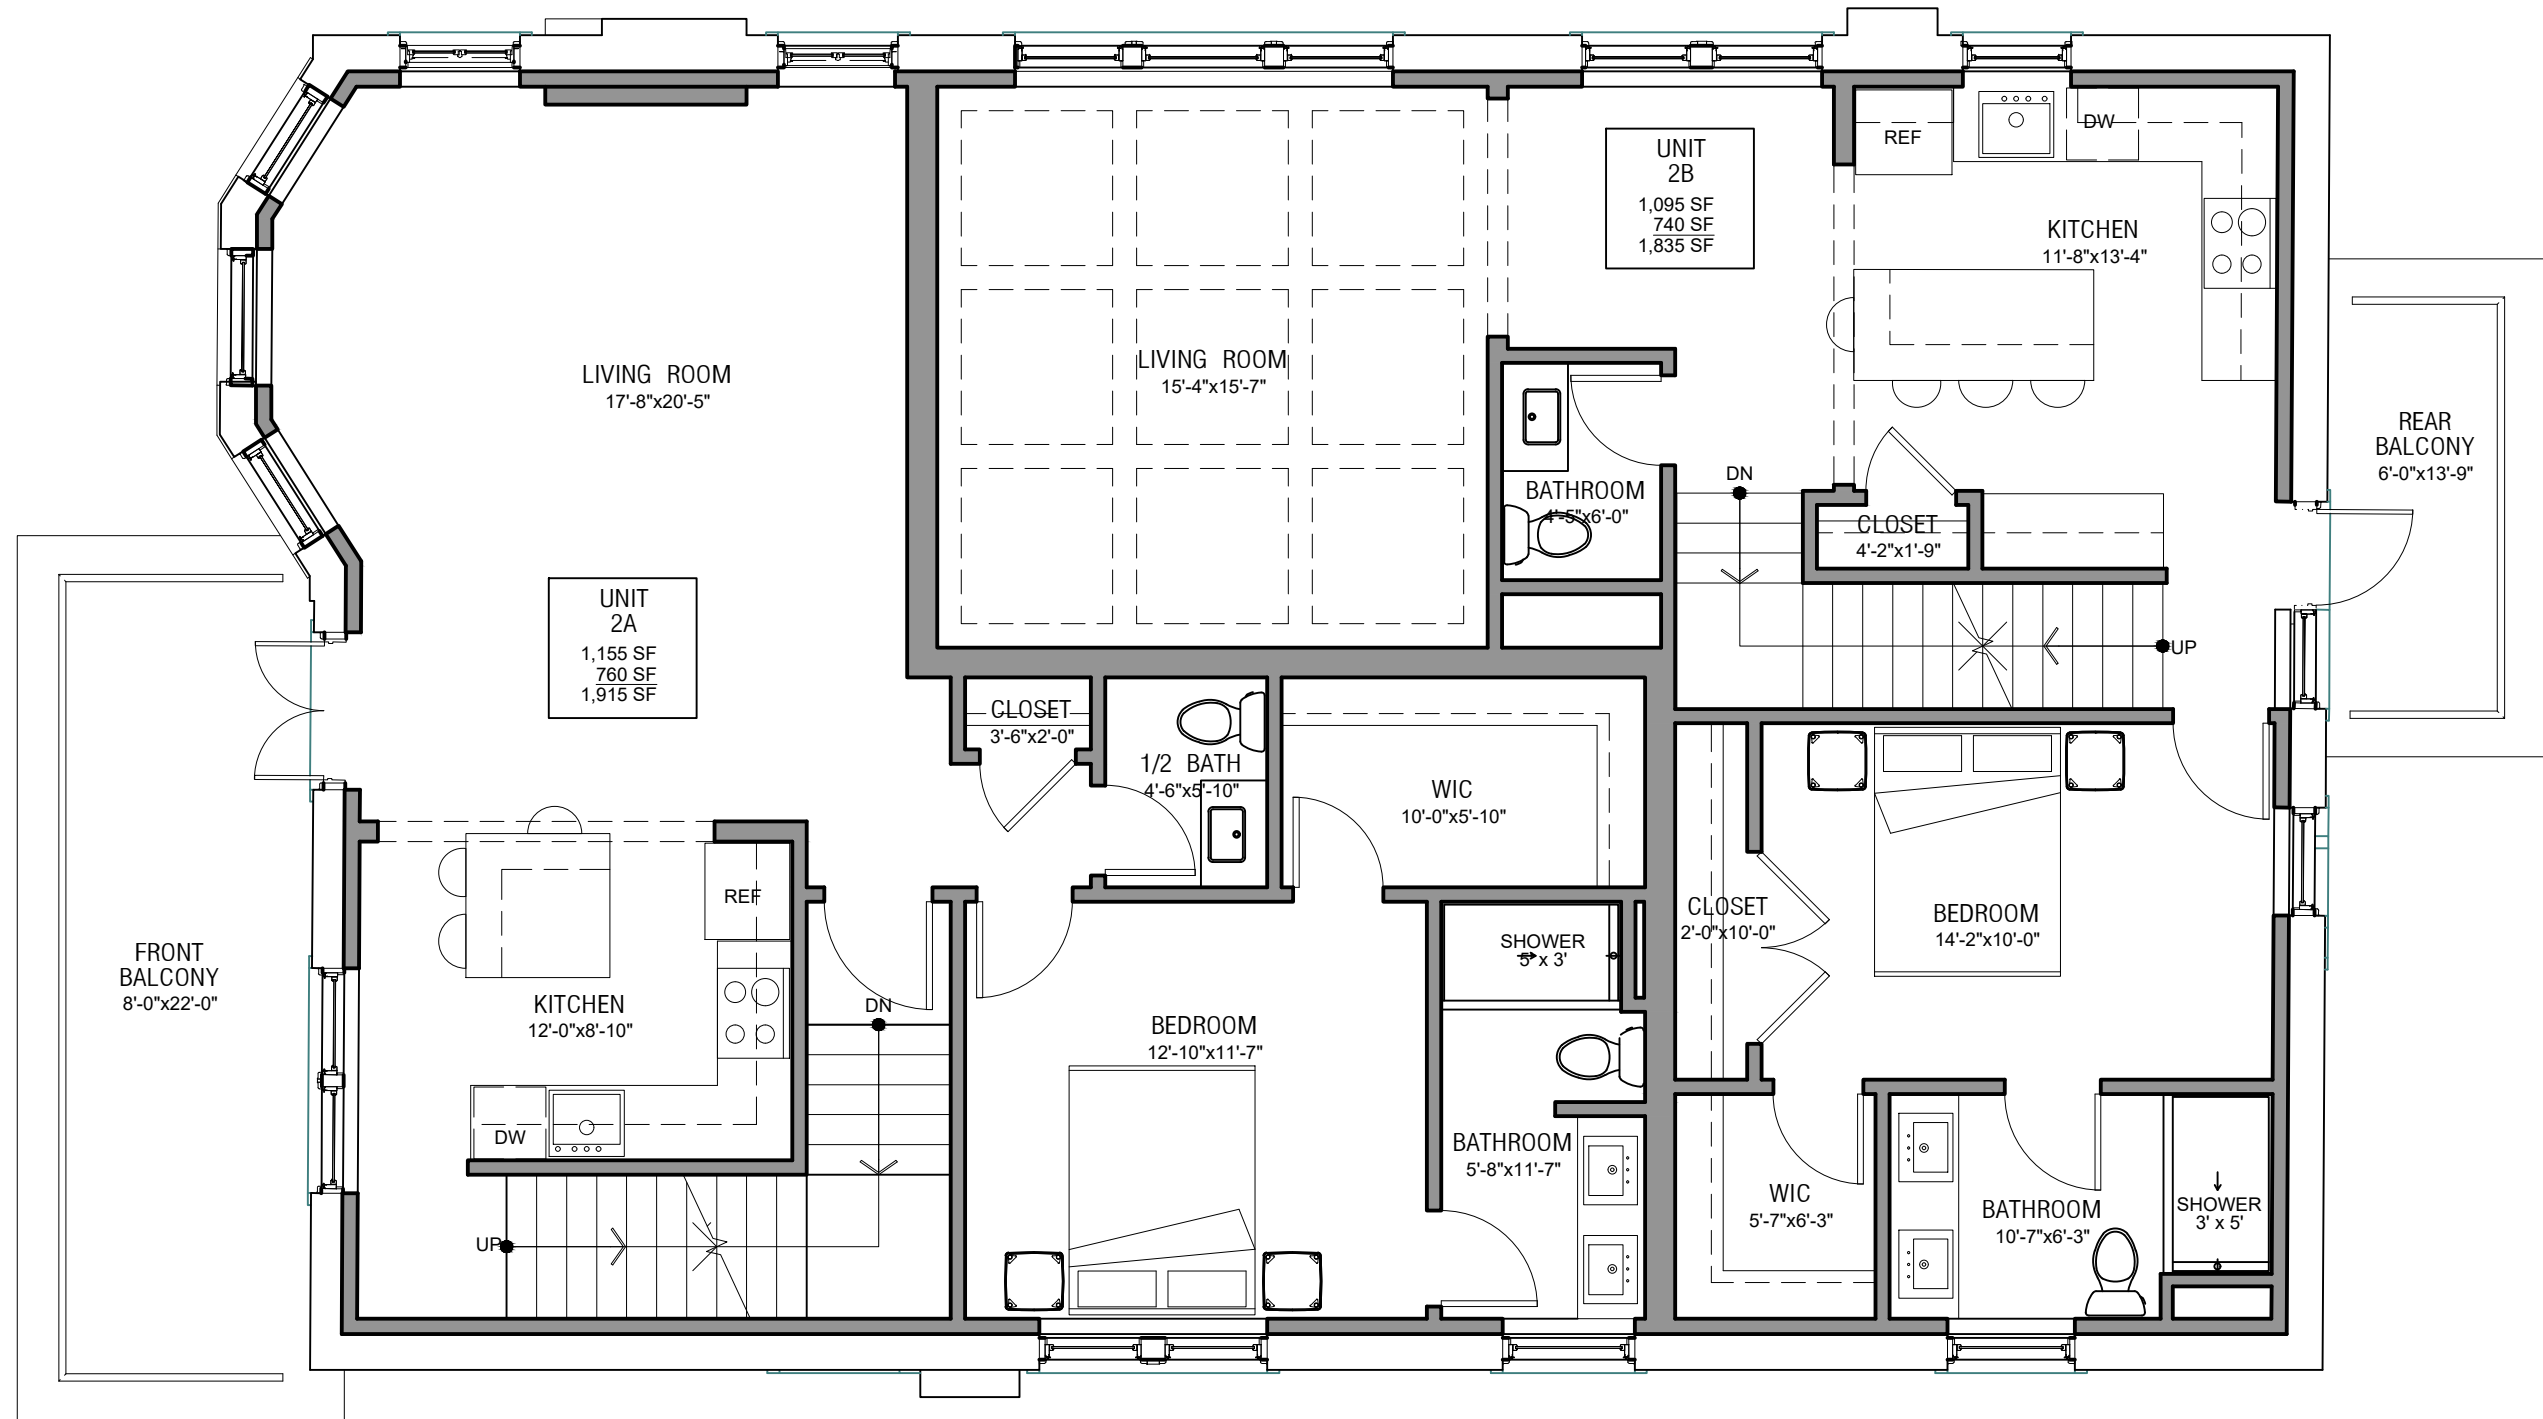 UNIT
2B
1,095 SF
740 SF
1,835 SF
REF
DW
KITCHEN
11'-8"x13'-4"
LIVING ROOM
17'-8"x20'-5"
LIVING ROOM
15'-4"x15'-7"
REAR
BALCONY
6'-0"x13'-9"
BATHROOM
4'-5"x6'-0"
DN
CLOSET
4'-2"x1'-9"
UP
UNIT
2A
1,155 SF
760 SF
1,915 SF
CLOSET
3'-6"x2'-0"
1/2 BATH
4'-6"x5'-10"
WIC
10'-0"x5'-10"
REF
CLOSET
2'-0"x10'-0"
BEDROOM
14'-2"x10'-0"
FRONT
BALCONY
8'-0"x22'-0"
KITCHEN
12'-0"x8'-10"
DN
SHOWER
5' x 3'
BEDROOM
12'-10"x11'-7"
DW
BATHROOM
5'-8"x11'-7"
UP
WIC
5'-7"x6'-3"
BATHROOM
10'-7"x6'-3"
SHOWER
3' x 5'